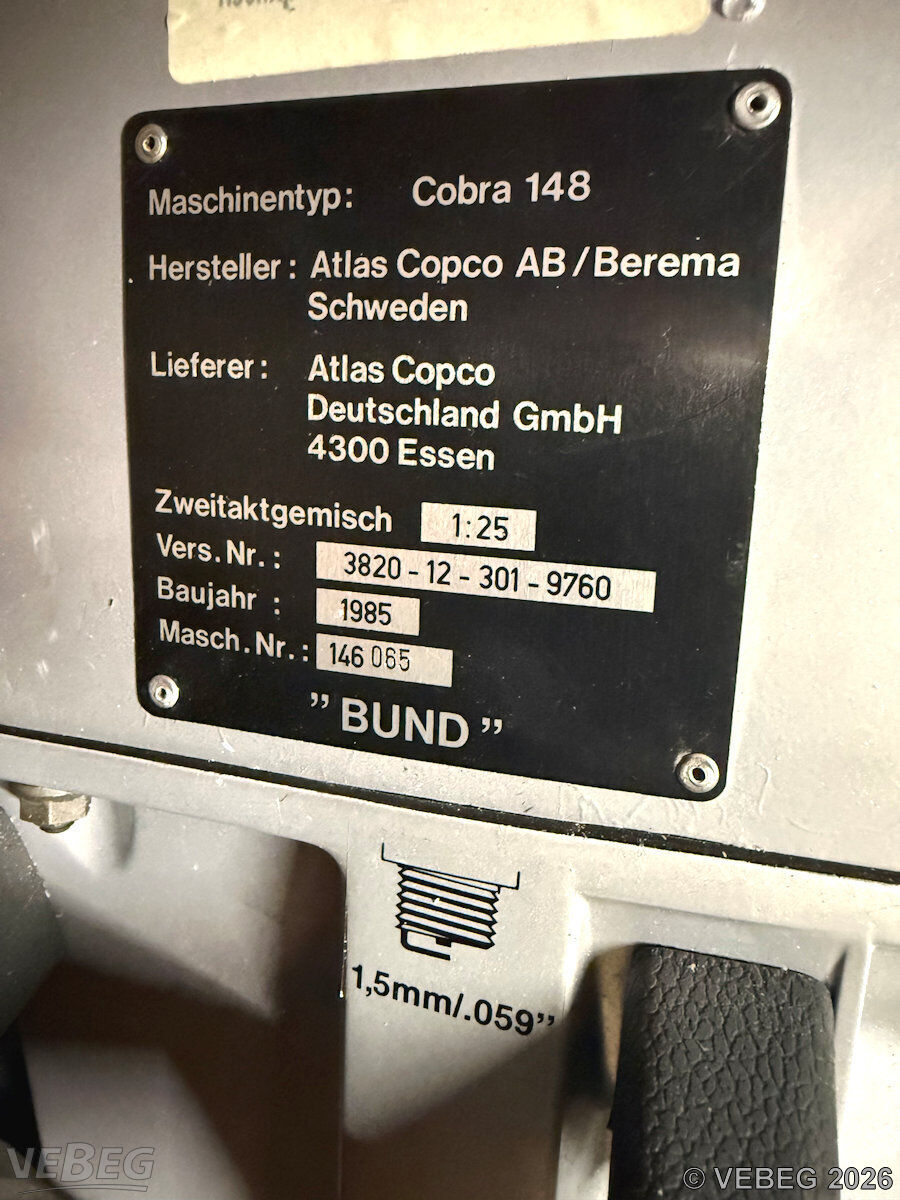 Maschinentyp: Cobra 148
Hersteller: Atlas Copco AB/Berema
Schweden
Lieferer: Atlas Copco
Deutschland GmbH
4300 Essen
Zweitaktgemisch 1:25
Vers.Nr.: 3820-12-301-9760
Baujahr: 1985
Masch.Nr.: 146 065
”BUND”
1,5mm/.059”
VEBEG
© VEBEG 2026